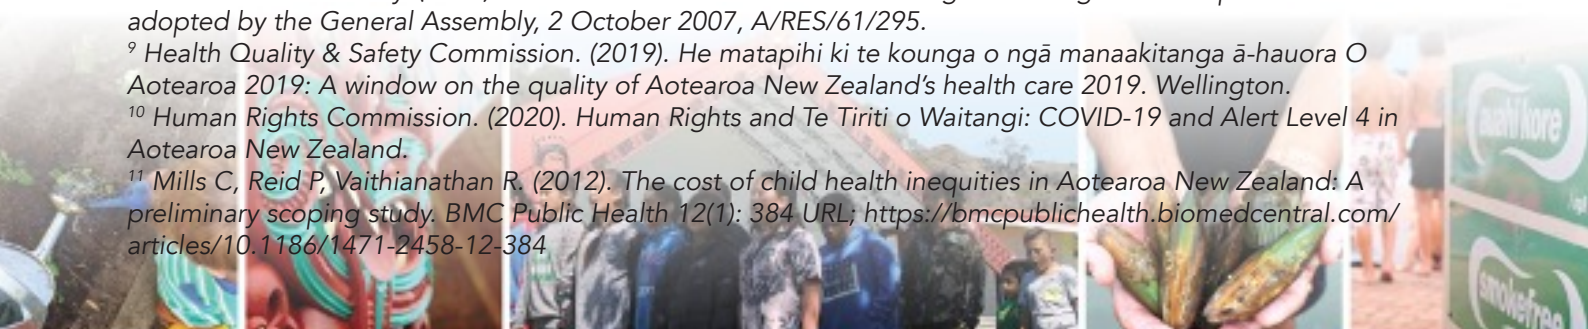 adopted by the General Assembly, 2 October 2007, A/RES/61/295.
⁹ Health Quality & Safety Commission. (2019). He matapihi ki te kounga o ngā manaakitanga ā-hauora O
Aotearoa 2019: A window on the quality of Aotearoa New Zealand’s health care 2019. Wellington.
¹⁰ Human Rights Commission. (2020). Human Rights and Te Tiriti o Waitangi: COVID-19 and Alert Level 4 in
Aotearoa New Zealand.
¹¹ Mills C, Reid P, Vaithianathan R. (2012). The cost of child health inequities in Aotearoa New Zealand: A
preliminary scoping study. BMC Public Health 12(1): 384 URL; https://bmcpublichealth.biomedcentral.com/
articles/10.1186/1471-2458-12-384
auahi kore
smokefree